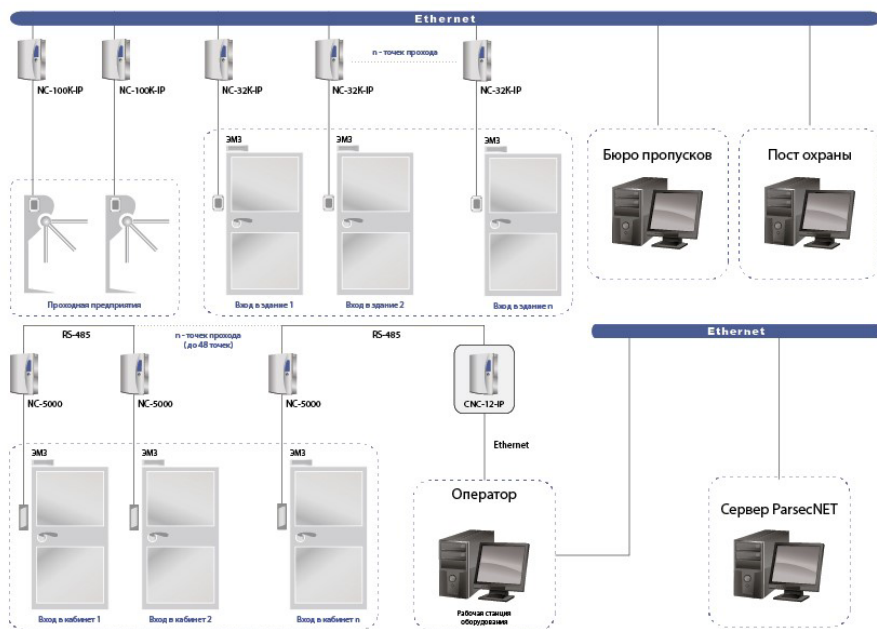 Ethernet
n - точек прохода
NC-100K-IP
NC-100K-IP
NC-32K-IP
NC-32K-IP
NC-32K-IP
ЭМЗ
ЭМЗ
ЭМЗ
Бюро пропусков
Пост охраны
Проходная предприятия
Вход в здание 1
Вход в здание 2
Вход в здание n
RS-485
n - точек прохода
(до 48 точек)
RS-485
Ethernet
NC-5000
NC-5000
NC-5000
CNC-12-IP
Ethernet
ЭМЗ
ЭМЗ
ЭМЗ
Оператор
Сервер ParsecNET
Вход в кабинет 1
Вход в кабинет 2
Вход в кабинет n
Рабочая станция
оборудования